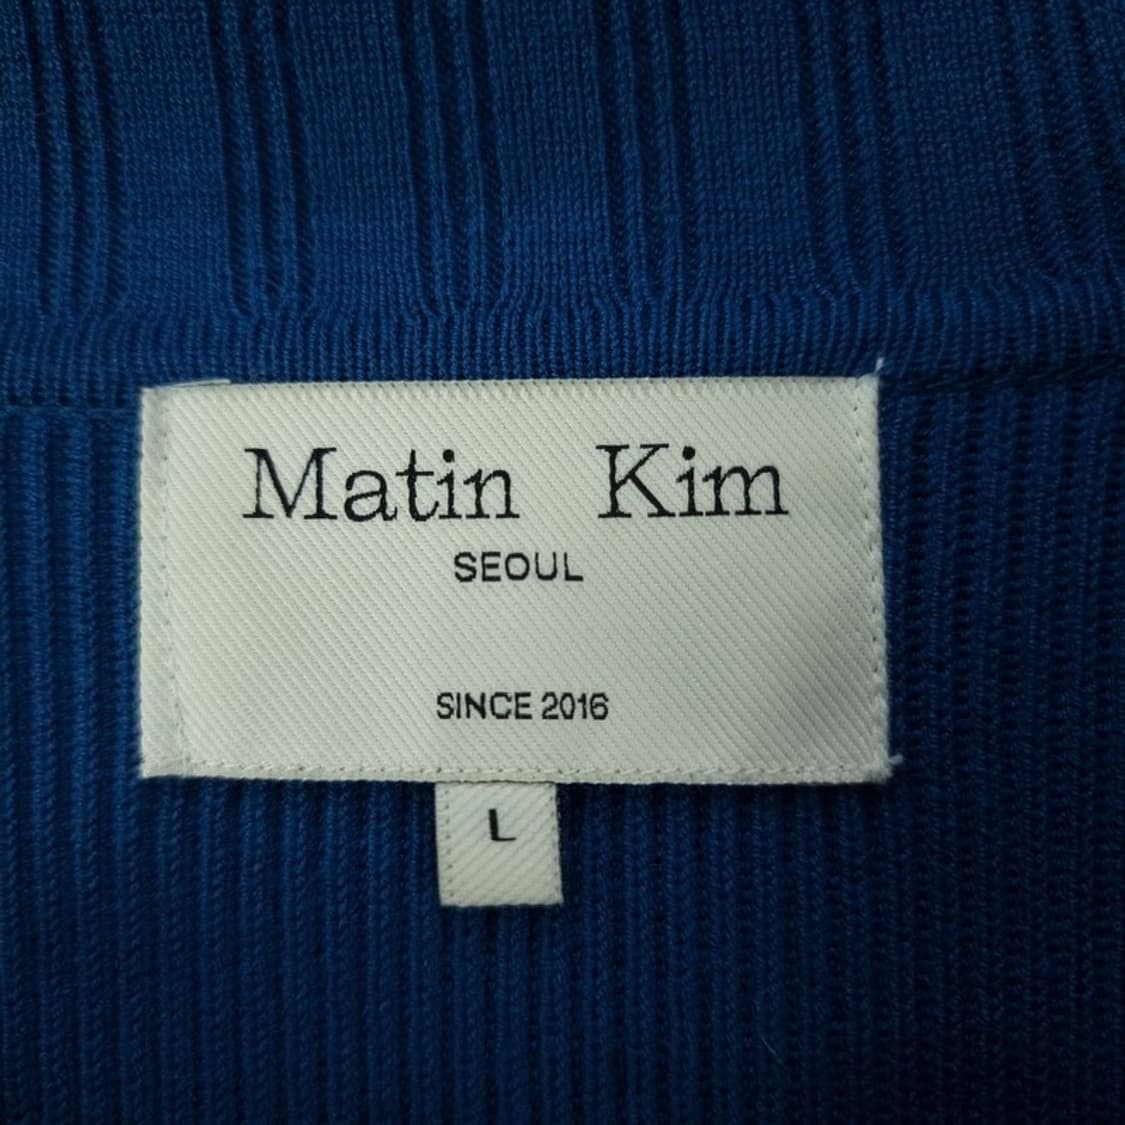 Matin Kim
SEOUL
SINCE 2016
L